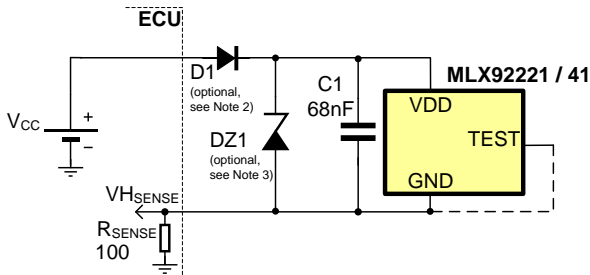 ECU
D1
(optional,
see Note 2)
C1
68nF
MLX92221 / 41
VDD
TEST
GND
VCC
+
−
DZ1
(optional,
see Note 3)
VHSENSE
RSENSE
100